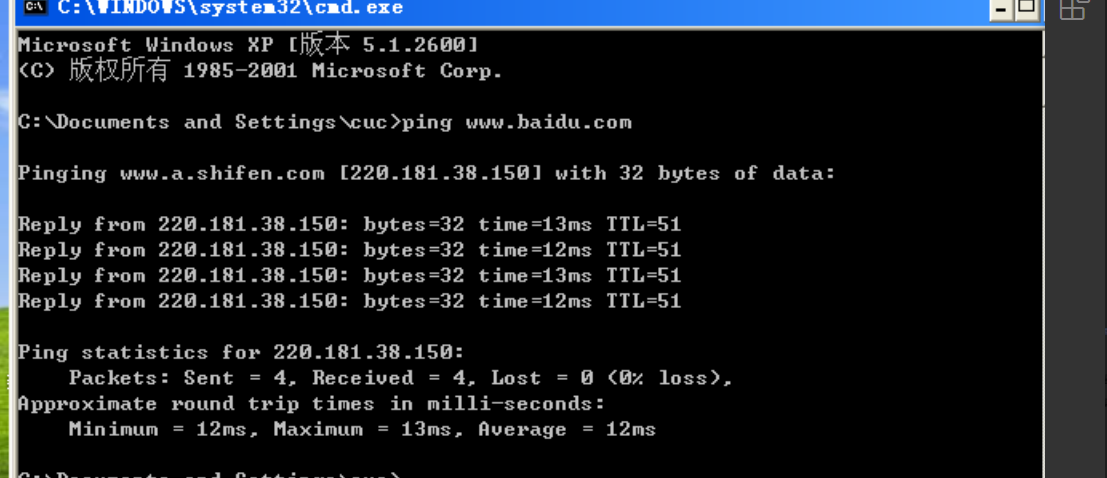 C:\WINDOWS\system32\cmd.exe
Microsoft Windows XP [版本 5.1.2600]
(C) 版权所有 1985-2001 Microsoft Corp.
C:\Documents and Settings\cuc>ping www.baidu.com
Pinging www.a.shifen.com [220.181.38.150] with 32 bytes of data:
Reply from 220.181.38.150: bytes=32 time=13ms TTL=51
Reply from 220.181.38.150: bytes=32 time=12ms TTL=51
Reply from 220.181.38.150: bytes=32 time=13ms TTL=51
Reply from 220.181.38.150: bytes=32 time=12ms TTL=51
Ping statistics for 220.181.38.150:
Packets: Sent = 4, Received = 4, Lost = 0 (0% loss),
Approximate round trip times in milli-seconds:
Minimum = 12ms, Maximum = 13ms, Average = 12ms
C:\Documents and Settings\cuc>